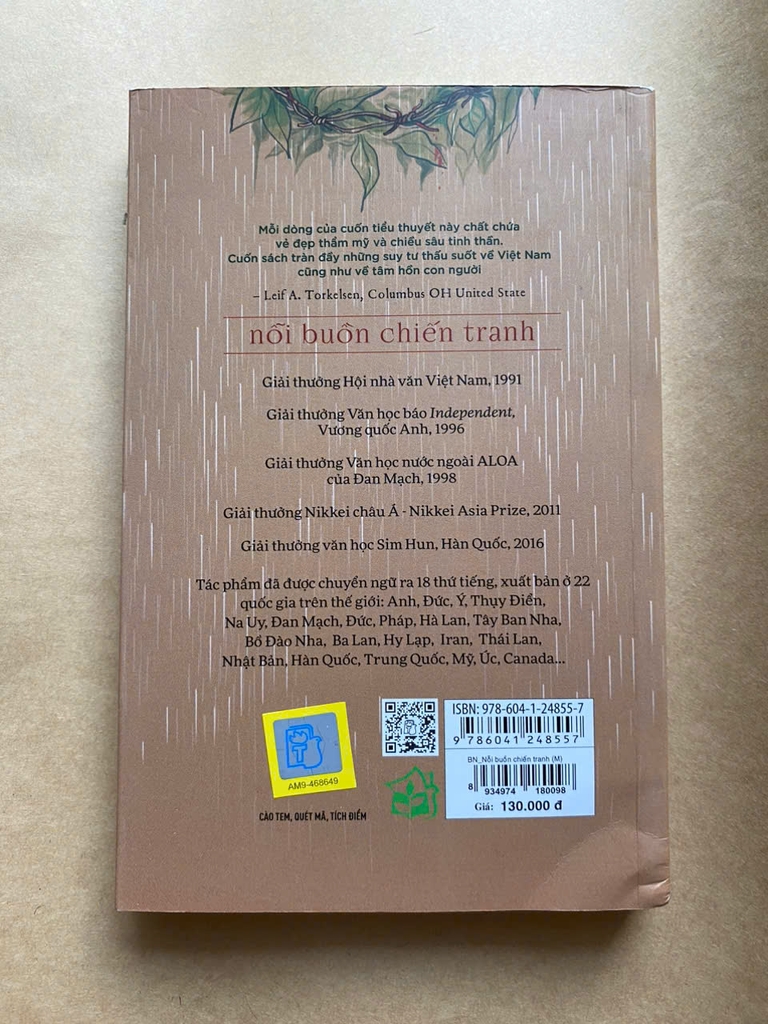 Mỗi dòng của cuốn tiểu thuyết này chất chứa
vẻ đẹp thẩm mỹ và chiều sâu tinh thần.
Cuốn sách tràn đầy những suy tư thấu suốt về Việt Nam
cũng như về tâm hồn con người
– Leif A. Torkelsen, Columbus OH United State
nỗi buồn chiến tranh
Giải thưởng Hội nhà văn Việt Nam, 1991
Giải thưởng Văn học báo Independent,
Vương quốc Anh, 1996
Giải thưởng Văn học nước ngoài ALOA
của Đan Mạch, 1998
Giải thưởng Nikkei châu Á - Nikkei Asia Prize, 2011
Giải thưởng văn học Sim Hun, Hàn Quốc, 2016
Tác phẩm đã được chuyển ngữ ra 18 thứ tiếng, xuất bản ở 22
quốc gia trên thế giới: Anh, Đức, Ý, Thụy Điển,
Na Uy, Đan Mạch, Đức, Pháp, Hà Lan, Tây Ban Nha,
Bồ Đào Nha, Ba Lan, Hy Lạp, Iran, Thái Lan,
Nhật Bản, Hàn Quốc, Trung Quốc, Mỹ, Úc, Canada...
T
AM9-468649
CÀO TEM, QUÉT MÃ, TÍCH ĐIỂM
ISBN: 978-604-1-24855-7
9 786041 248557
BN_Nỗi buồn chiến tranh (M)
8 934974 180098
Giá: 130.000 đ